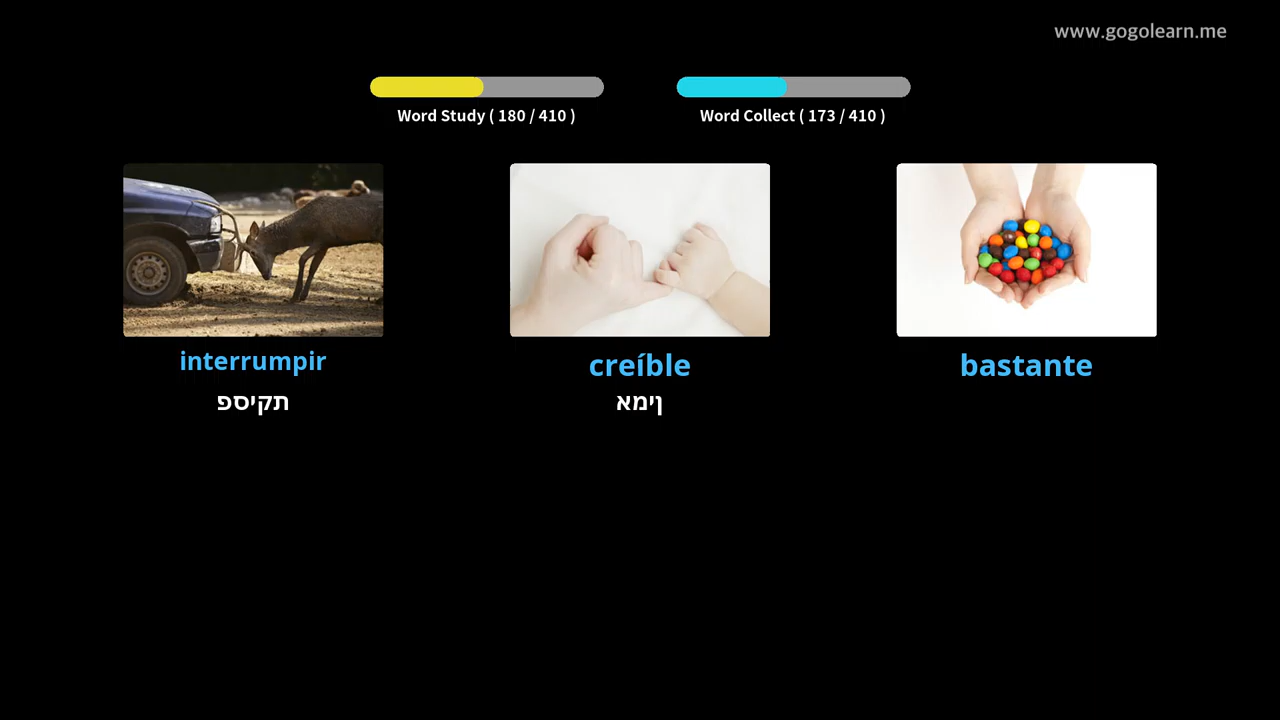 www.gogolearn.me
Word Study ( 180 / 410 )
Word Collect ( 173 / 410 )
interrumpir
תקיספ
creíble
ןימא
bastante